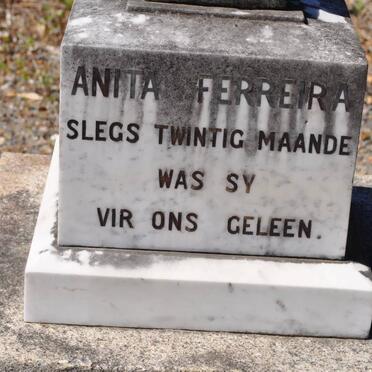 ANITA FERREIRA
SLEGS TWINTIG MAANDE
WAS SY
VIR ONS GELEEN.